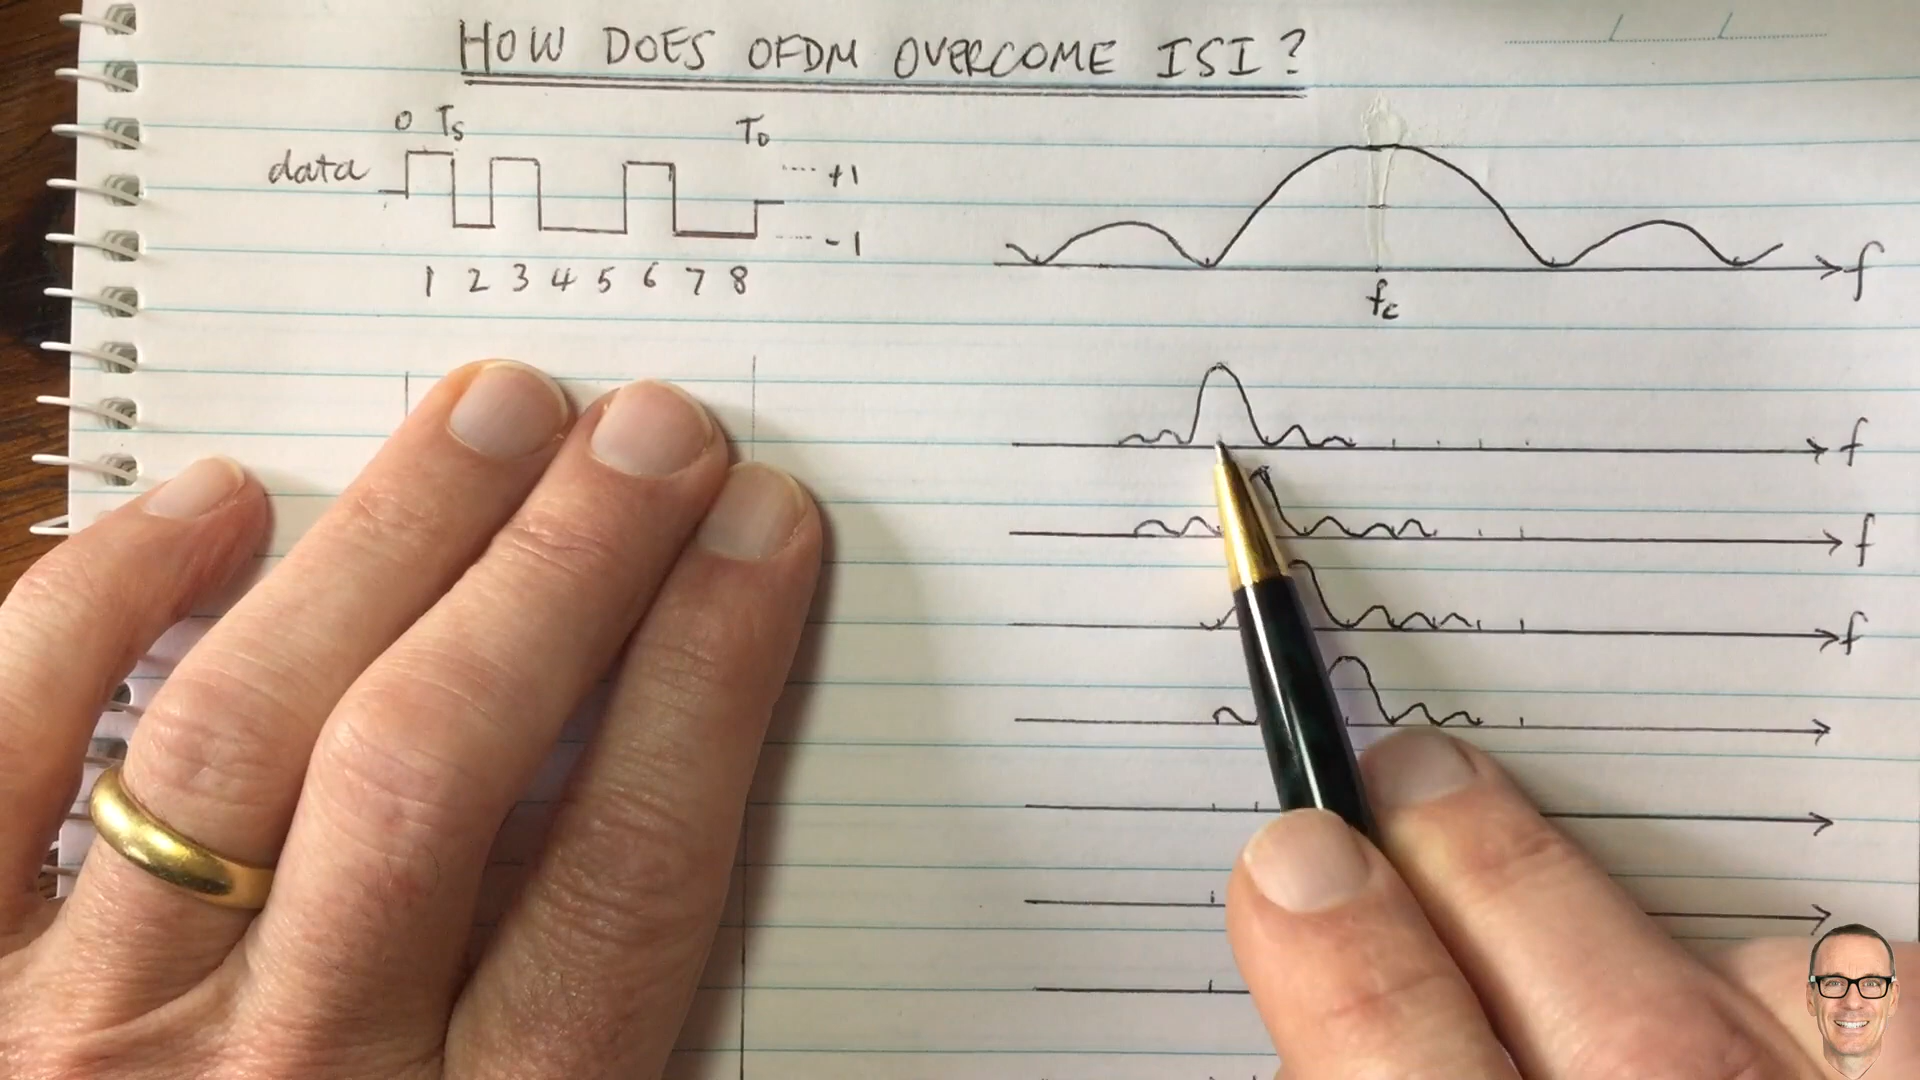 HOW DOES OFDM OVERCOME ISI?
0 Ts To
data +1
-1
1 2 3 4 5 6 7 8
f
fc
f
f
f